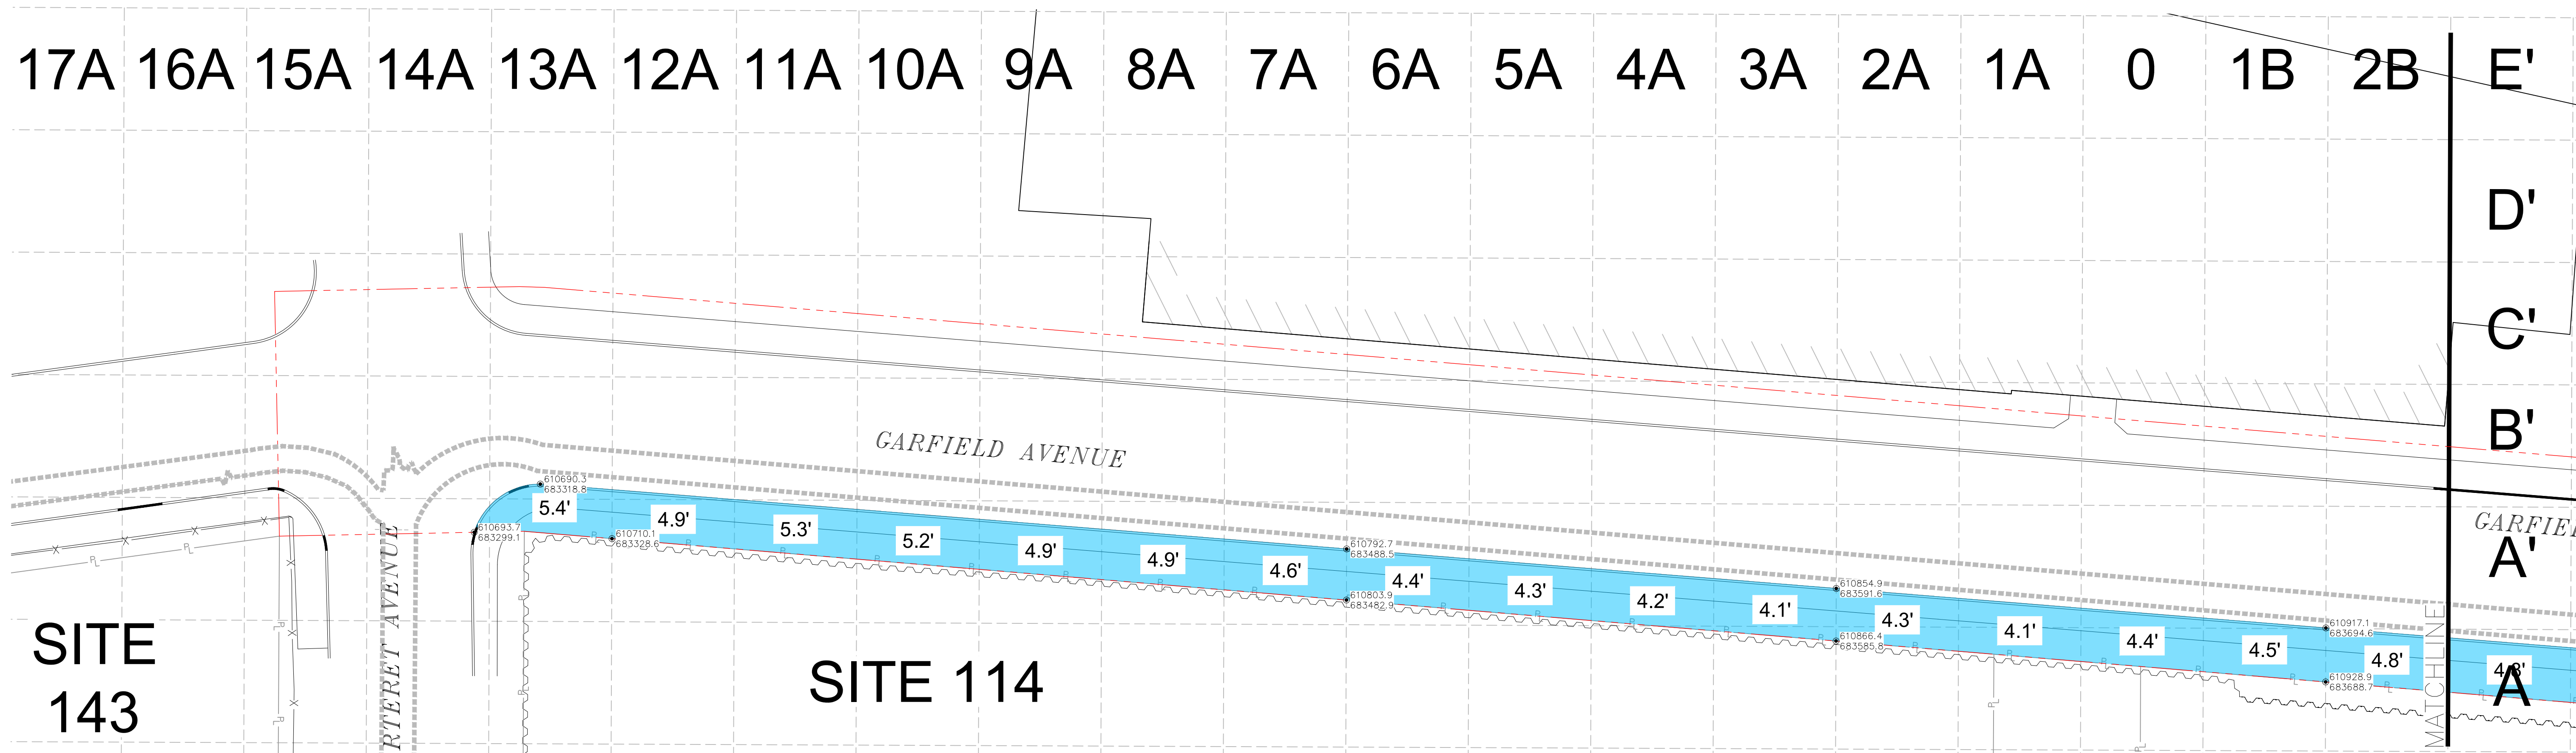 17A 16A 15A 14A 13A 12A 11A 10A 9A 8A 7A 6A 5A 4A 3A 2A 1A 0 1B 2B E'
D'
C'
B'
A'
A
GARFIELD AVENUE
GARFIE
RTERET AVENUE
MATCHLINE
610690.3
683318.8
610693.7
683299.1
610710.1
683328.6
610792.7
683488.5
610803.9
683482.9
610854.9
683591.6
610866.4
683585.8
610917.1
683694.6
610928.9
683688.7
5.4' 4.9' 5.3' 5.2' 4.9' 4.9' 4.6' 4.4' 4.3' 4.2' 4.1' 4.3' 4.1' 4.4' 4.5' 4.8' 4.8'
SITE
143
SITE 114